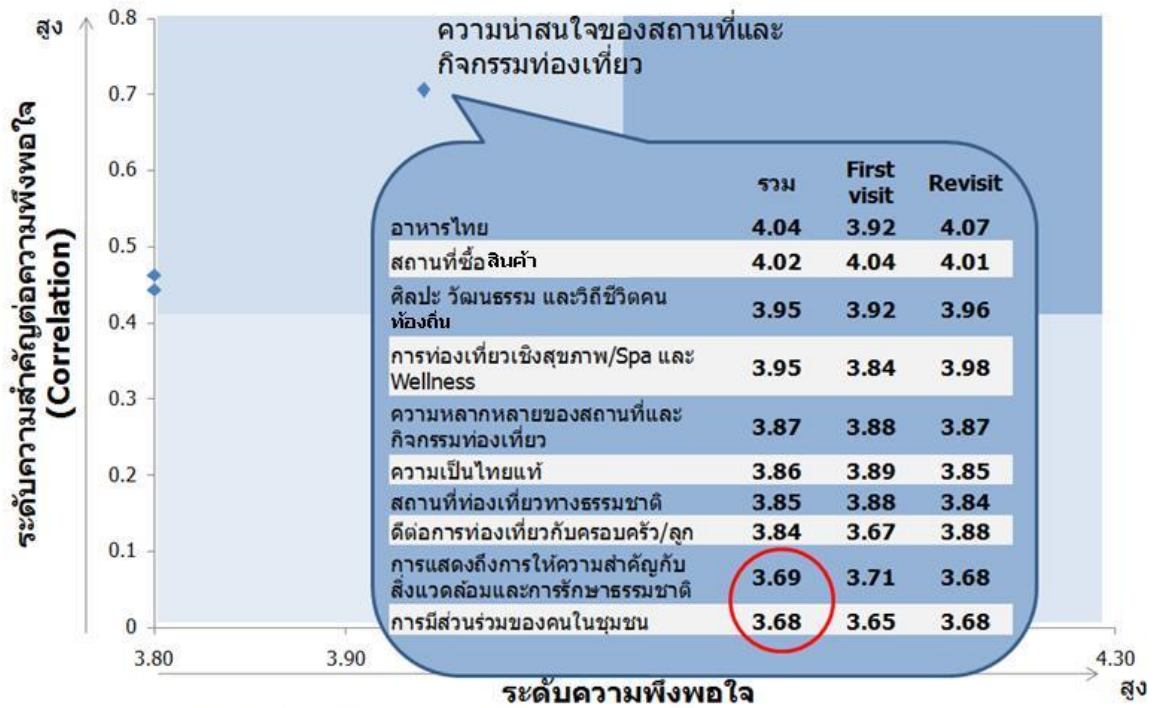 สูง
ระดับความสำคัญต่อความพึงพอใจ
(Correlation)
0.8
0.7
0.6
0.5
0.4
0.3
0.2
0.1
0
ความน่าสนใจของสถานที่และ
กิจกรรมท่องเที่ยว
รวม First visit Revisit
อาหารไทย 4.04 3.92 4.07
สถานที่ซื้อสินค้า 4.02 4.04 4.01
ศิลปะ วัฒนธรรม และวิถีชีวิตคน
ท้องถิ่น 3.95 3.92 3.96
การท่องเที่ยวเชิงสุขภาพ/Spa และ
Wellness 3.95 3.84 3.98
ความหลากหลายของสถานที่และ
กิจกรรมท่องเที่ยว 3.87 3.88 3.87
ความเป็นไทยแท้ 3.86 3.89 3.85
สถานที่ท่องเที่ยวทางธรรมชาติ 3.85 3.88 3.84
ดีต่อการท่องเที่ยวกับครอบครัว/ลูก 3.84 3.67 3.88
การแสดงถึงการให้ความสำคัญกับ
สิ่งแวดล้อมและการรักษาธรรมชาติ 3.69 3.71 3.68
การมีส่วนร่วมของคนในชุมชน 3.68 3.65 3.68
3.80 3.90 4.30
ระดับความพึงพอใจ
สูง